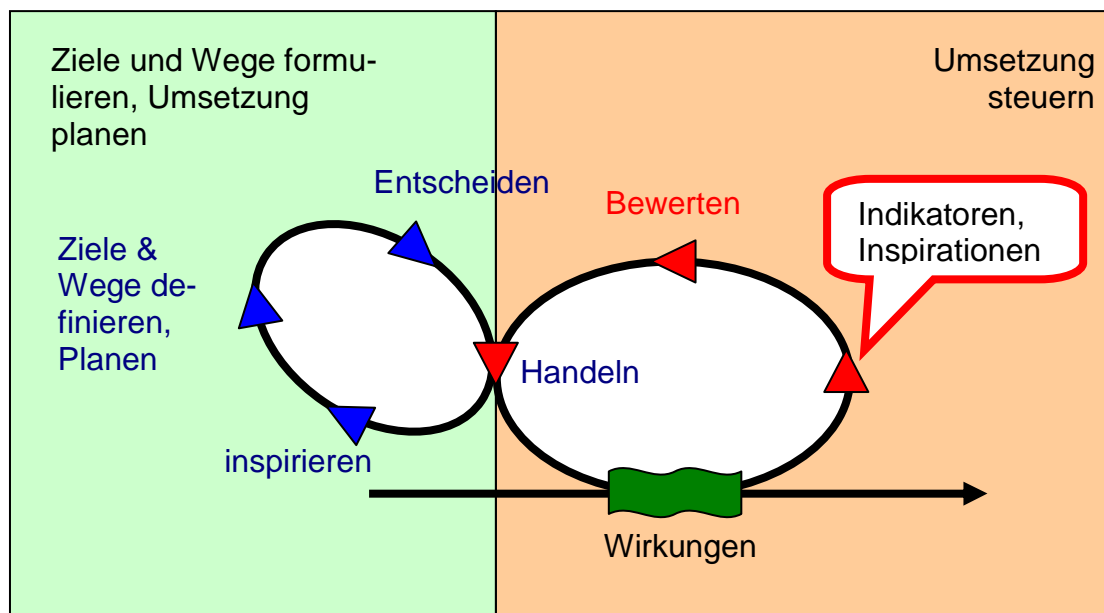 Ziele und Wege formu-
lieren, Umsetzung
planen
Umsetzung
steuern
Entscheiden
Ziele &
Wege de-
finieren,
Planen
inspirieren
Bewerten
Indikatoren,
Inspirationen
Handeln
Wirkungen